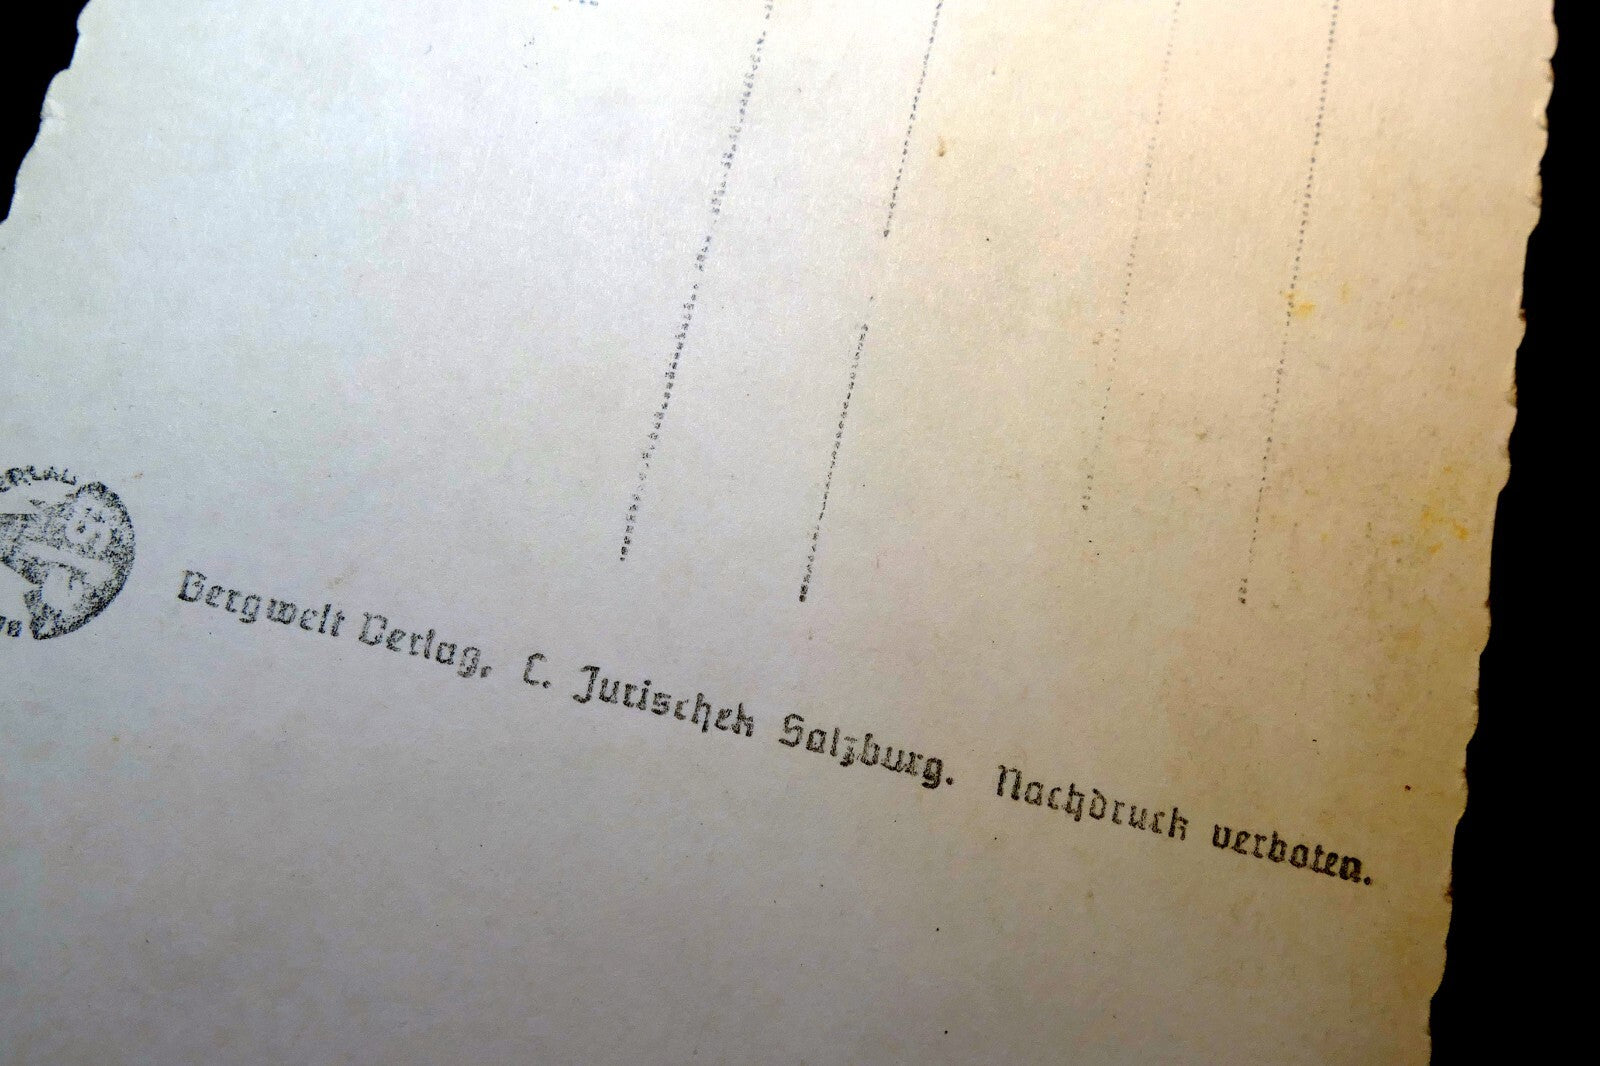 Bergwelt Verlag, C. Jurischek Salzburg. Nachdruck verboten.